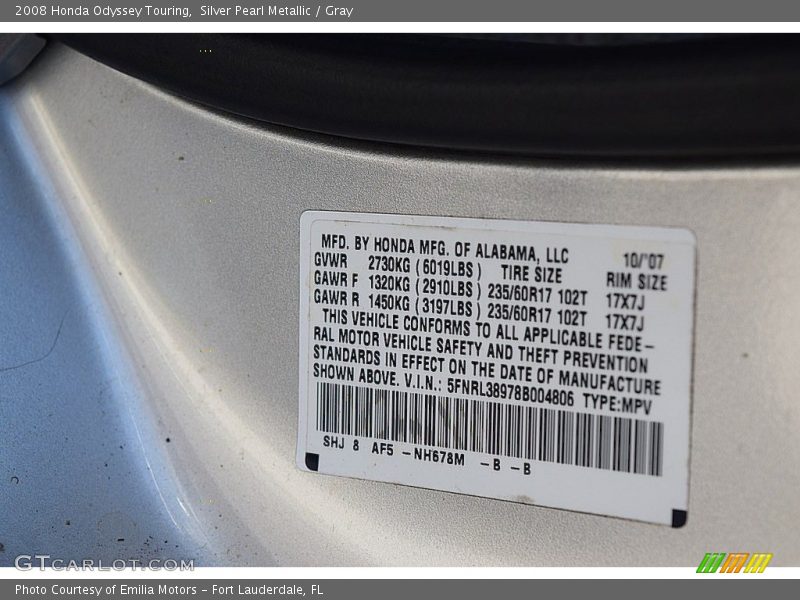 2008 Honda Odyssey Touring,  Silver Pearl Metallic / Gray
MFD. BY HONDA MFG. OF ALABAMA, LLC 10/'07
GVWR 2730KG (6019LBS) TIRE SIZE RIM SIZE
GAWR F 1320KG (2910LBS) 235/60R17 102T 17X7J
GAWR R 1450KG (3197LBS) 235/60R17 102T 17X7J
THIS VEHICLE CONFORMS TO ALL APPLICABLE FEDE-
RAL MOTOR VEHICLE SAFETY AND THEFT PREVENTION
STANDARDS IN EFFECT ON THE DATE OF MANUFACTURE
SHOWN ABOVE. V.I.N.: 5FNRL38978B004806 TYPE:MPV
SHJ 8 AF5 -NH678M -B -B
GTCARLOT.COM
Photo Courtesy of Emilia Motors - Fort Lauderdale, FL